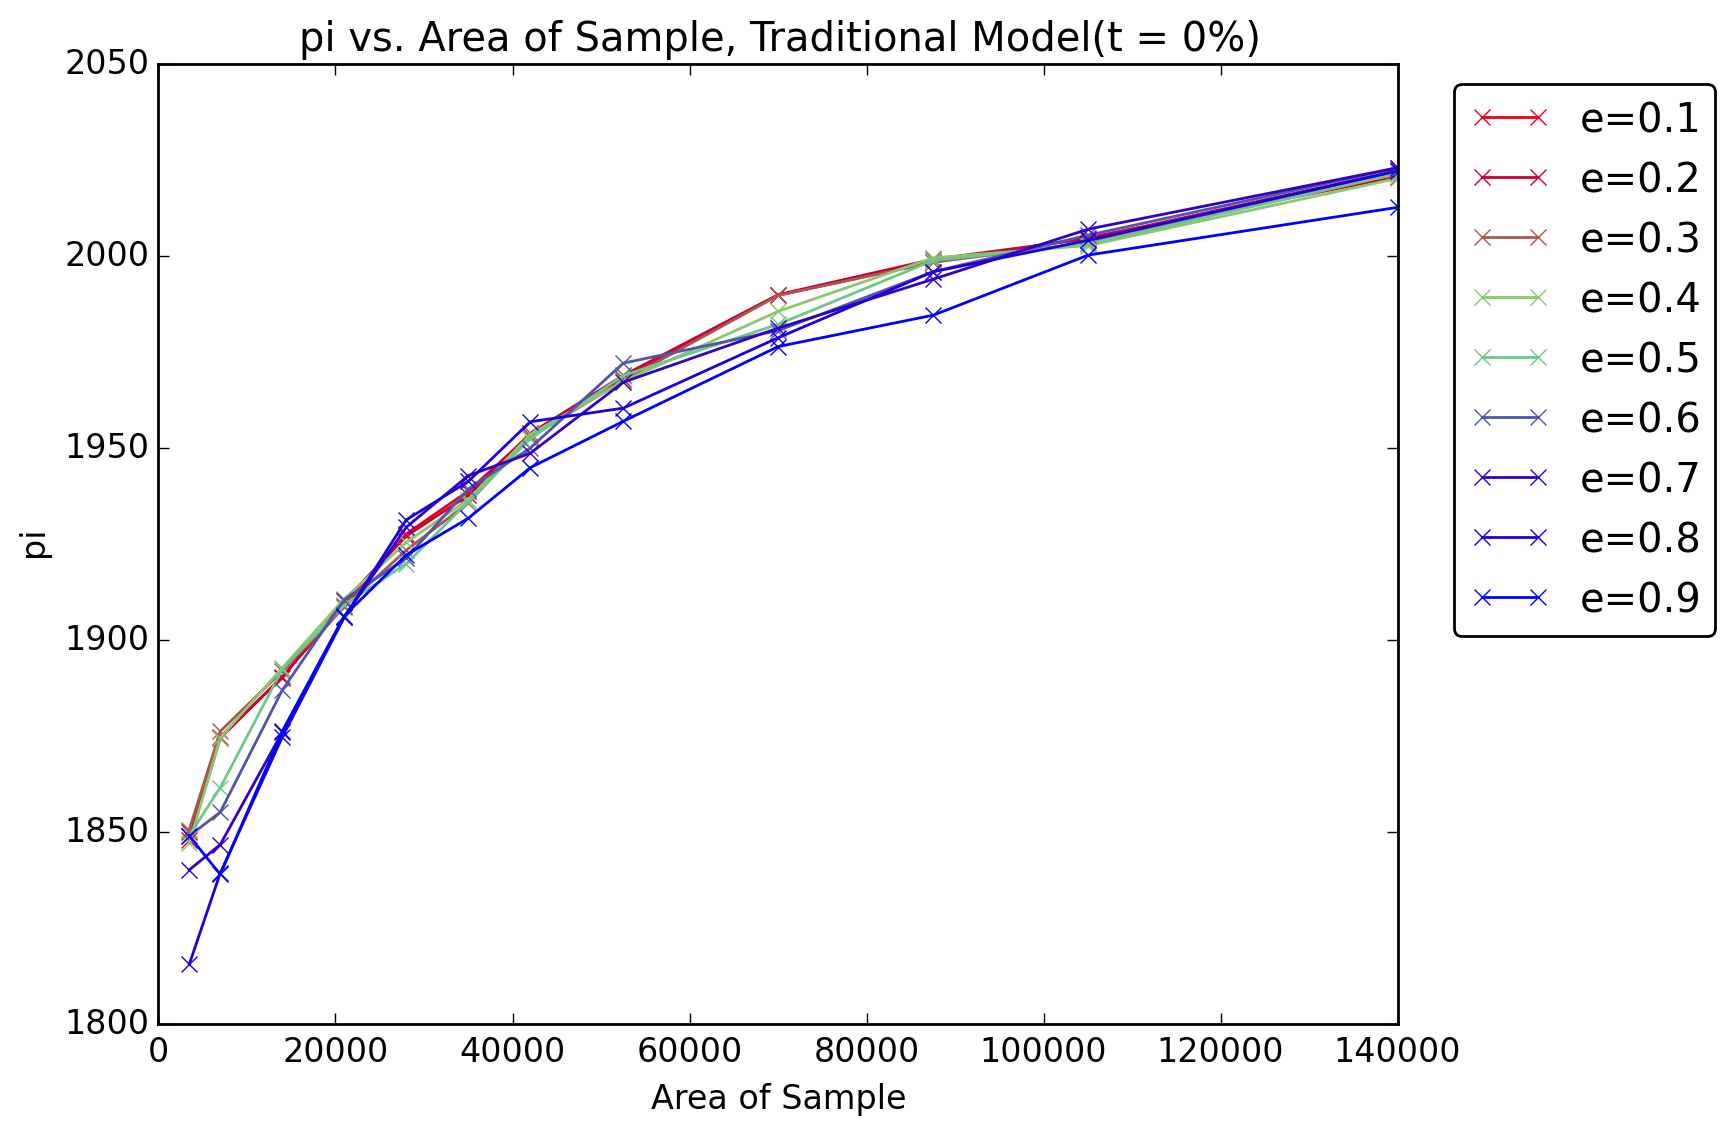 pi vs. Area of Sample, Traditional Model(t = 0%)
2050
2000
1950
1900
1850
1800
pi
0 20000 40000 60000 80000 100000 120000 140000
Area of Sample
e=0.1
e=0.2
e=0.3
e=0.4
e=0.5
e=0.6
e=0.7
e=0.8
e=0.9